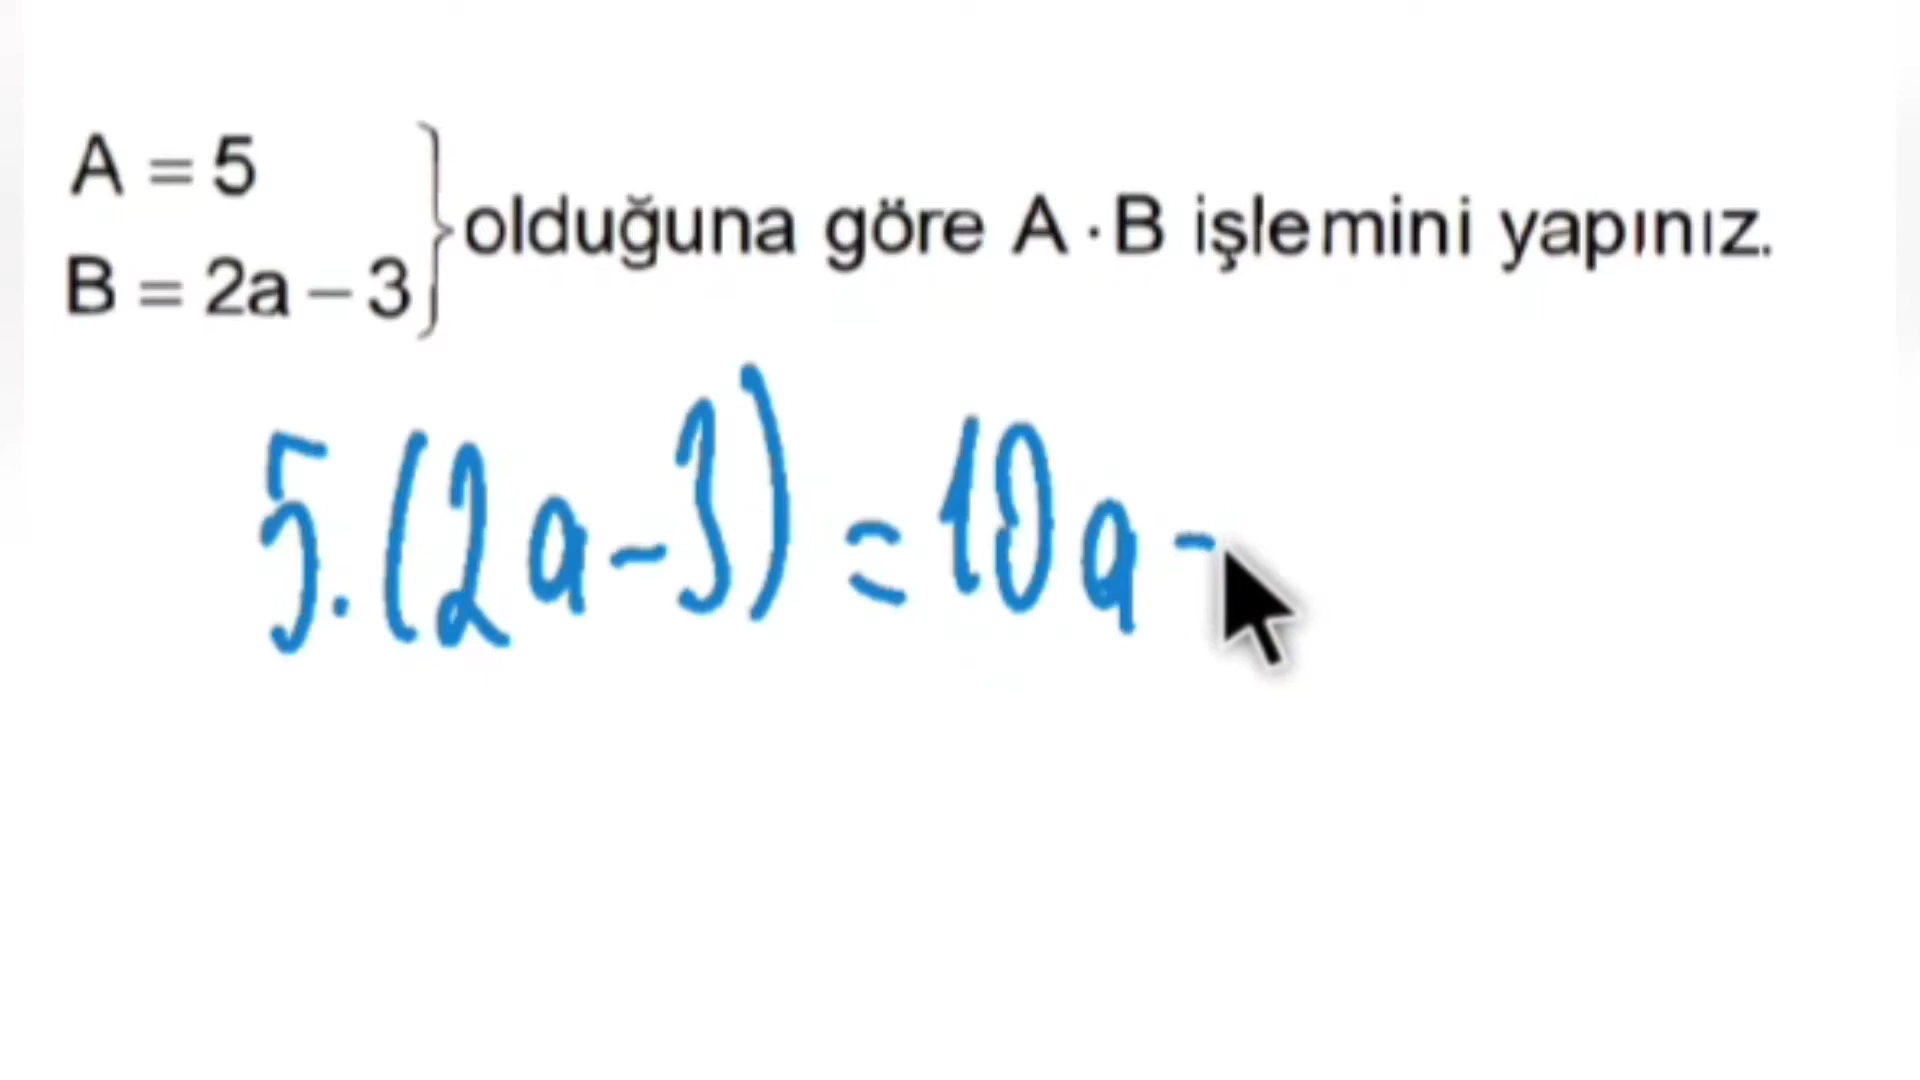 A = 5
B = 2a – 3
olduğuna göre A · B işlemini yapınız.
5.(2a-3) = 10a -